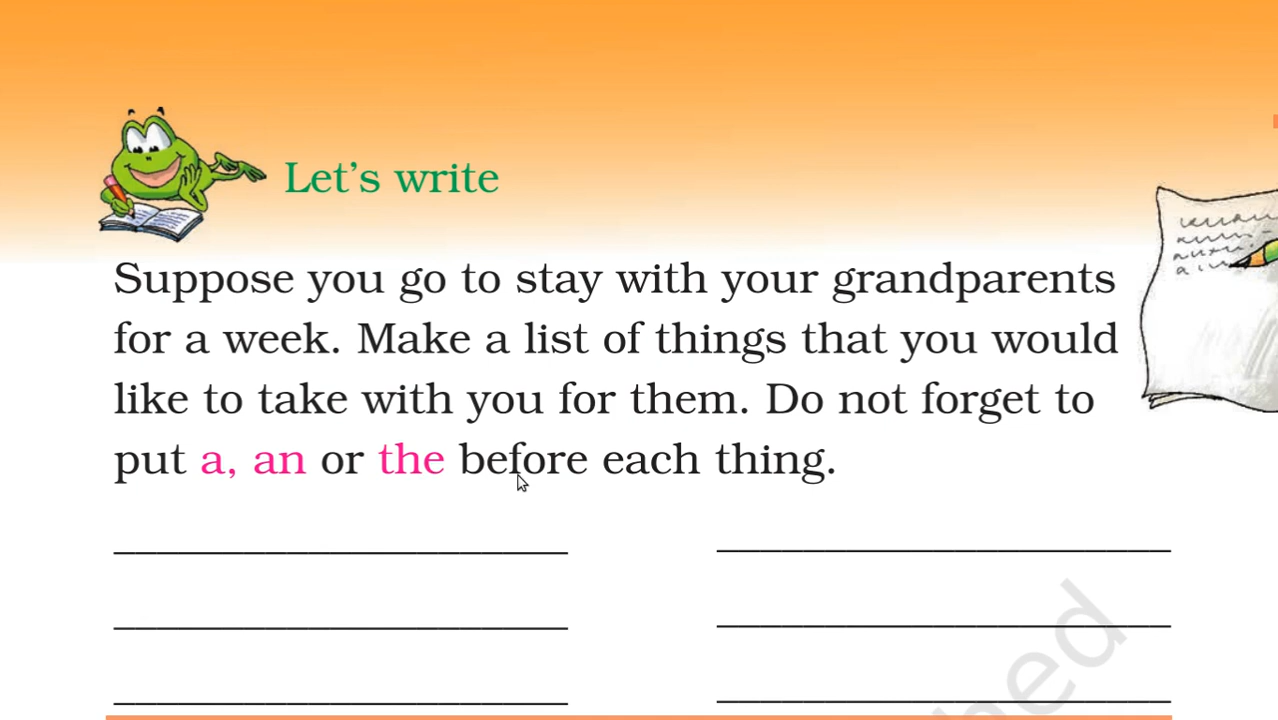 Let's write
Suppose you go to stay with your grandparents
for a week. Make a list of things that you would
like to take with you for them. Do not forget to
put a, an or the before each thing.